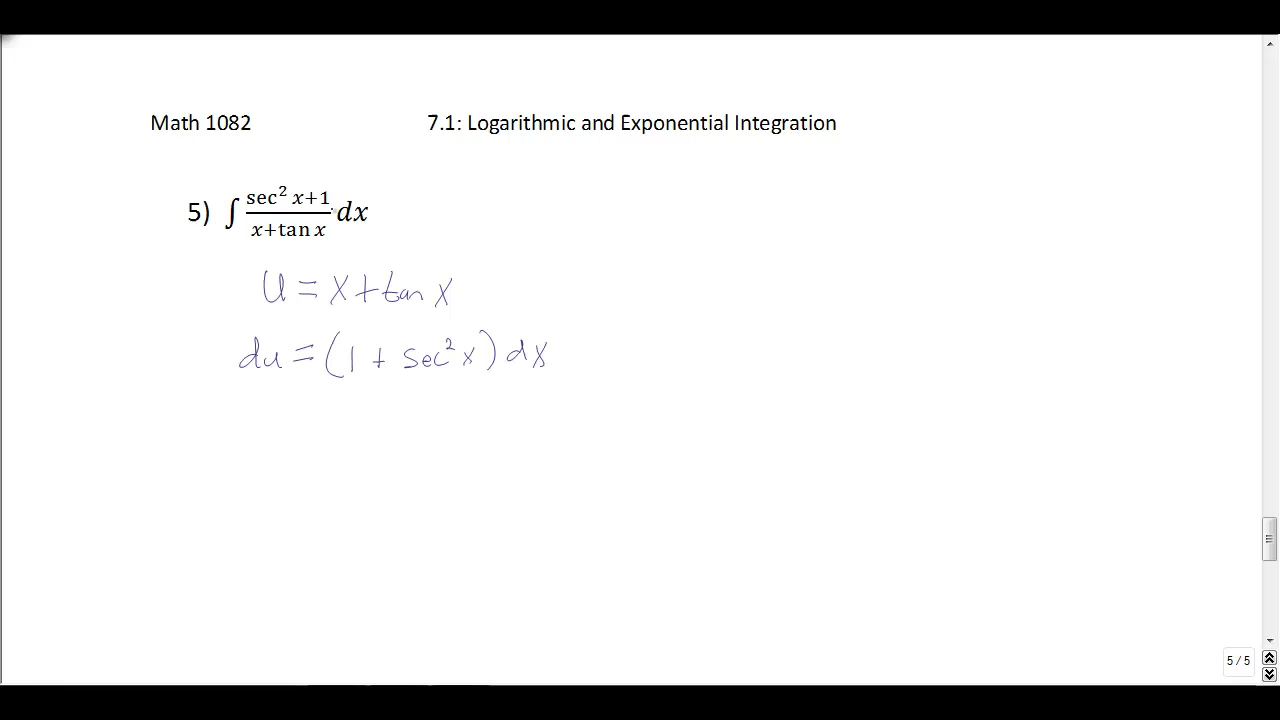 Math 1082 7.1: Logarithmic and Exponential Integration
5) ∫ (sec² x+1)/(x+tan x) dx
u = x + tan x
du = (1 + sec² x) dx
5 / 5